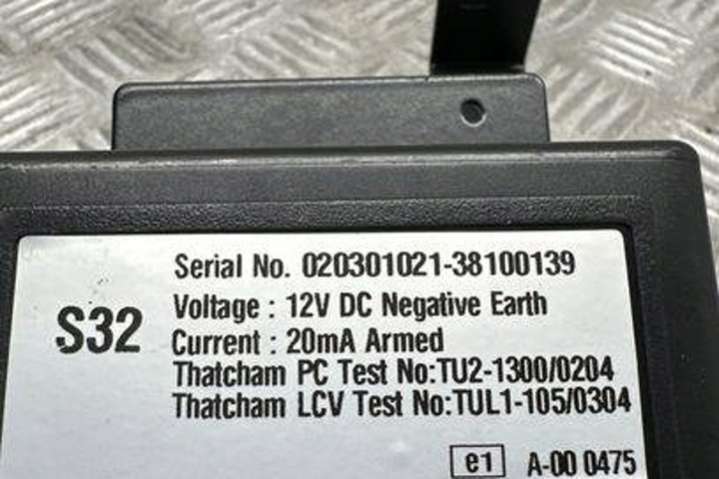 Serial No. 020301021-38100139
S32
Voltage : 12V DC Negative Earth
Current : 20mA Armed
Thatcham PC Test No:TU2-1300/0204
Thatcham LCV Test No:TUL1-105/0304
e1 A-00 0475